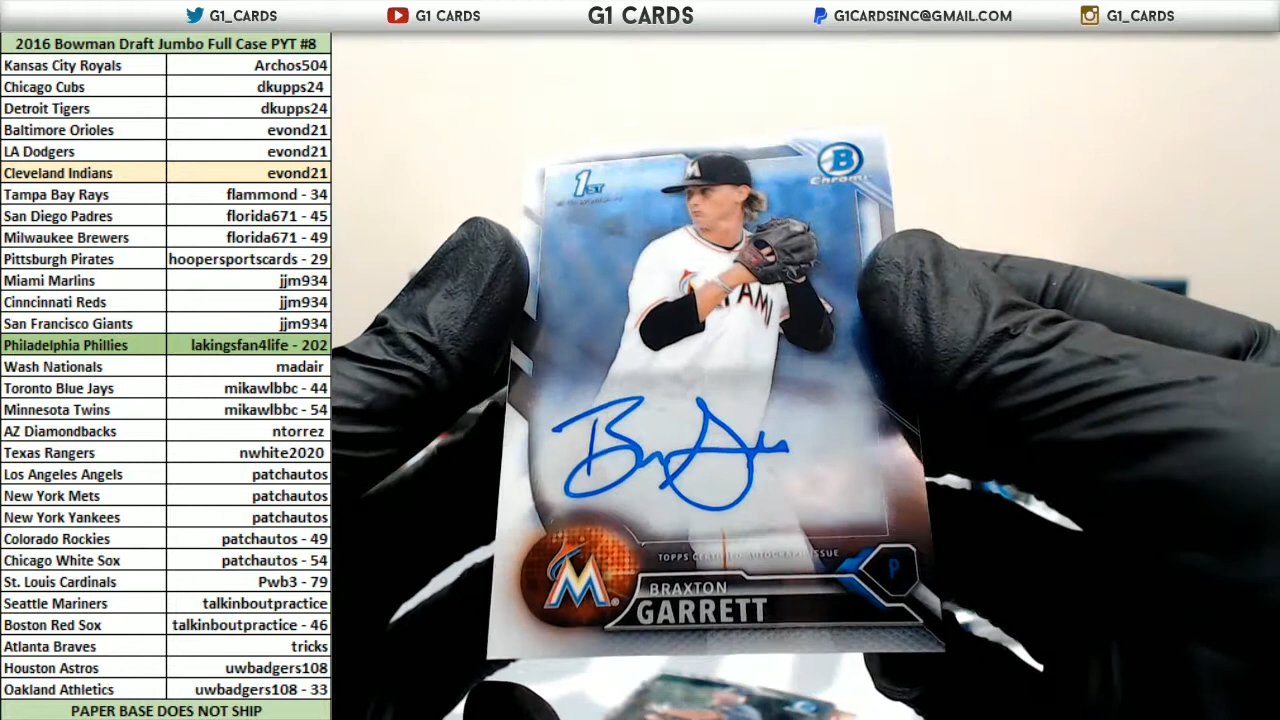 G1_CARDS G1 CARDS G1 CARDS G1CARDSINC@GMAIL.COM G1_CARDS
2016 Bowman Draft Jumbo Full Case PYT #8
Kansas City Royals Archos504
Chicago Cubs dkupps24
Detroit Tigers dkupps24
Baltimore Orioles evond21
LA Dodgers evond21
Cleveland Indians evond21
Tampa Bay Rays flammond - 34
San Diego Padres florida671 - 45
Milwaukee Brewers florida671 - 49
Pittsburgh Pirates hoopersportscards - 29
Miami Marlins jjm934
Cinncinnati Reds jjm934
San Francisco Giants jjm934
Philadelphia Phillies lakingsfan4life - 202
Wash Nationals madair
Toronto Blue Jays mikawlbbc - 44
Minnesota Twins mikawlbbc - 54
AZ Diamondbacks ntorrez
Texas Rangers nwhite2020
Los Angeles Angels patchautos
New York Mets patchautos
New York Yankees patchautos
Colorado Rockies patchautos - 49
Chicago White Sox patchautos - 54
St. Louis Cardinals Pwb3 - 79
Seattle Mariners talkinboutpractice
Boston Red Sox talkinboutpractice - 46
Atlanta Braves tricks
Houston Astros uwbadgers108
Oakland Athletics uwbadgers108 - 33
PAPER BASE DOES NOT SHIP
1ST
B
Chrome
M
AMI
TOPPS CERTIFIED AUTOGRAPH ISSUE
P
BRAXTON
GARRETT
M